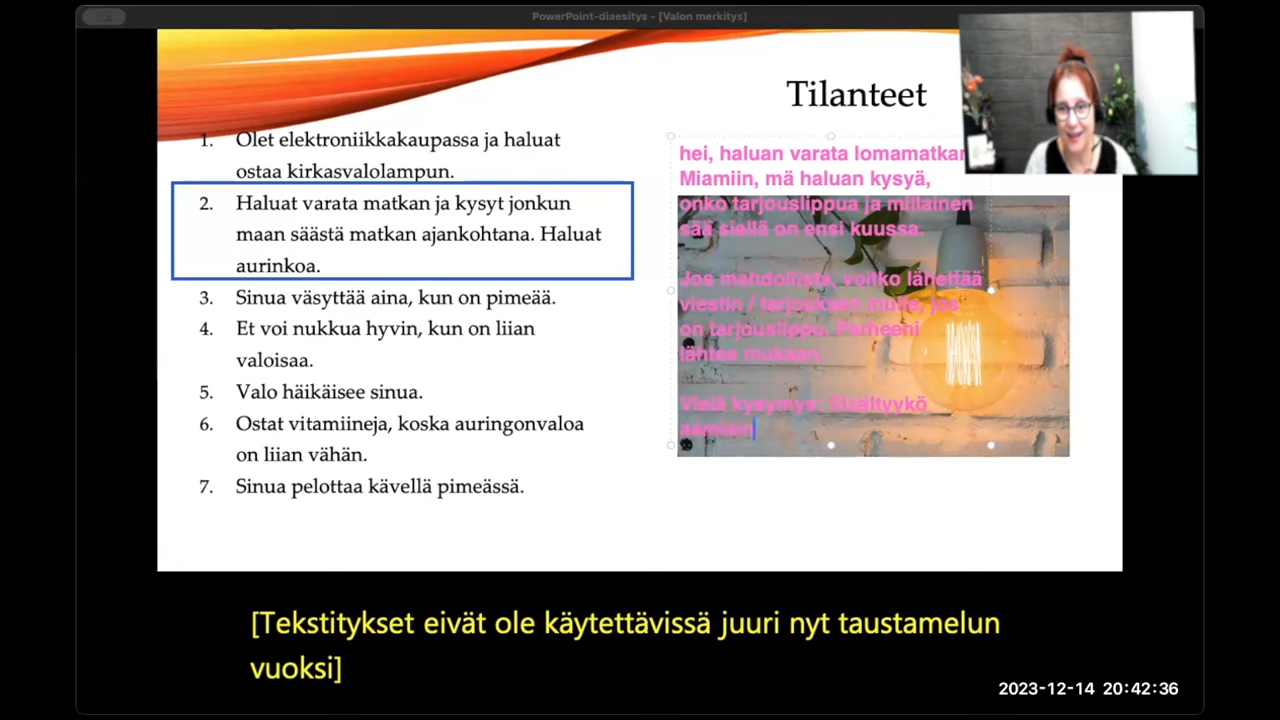 PowerPoint-diaesitys - [Valon merkitys]
Tilanteet
1. Olet elektroniikkakaupassa ja haluat
ostaa kirkasvalolampun.
2. Haluat varata matkan ja kysyt jonkun
maan säästä matkan ajankohtana. Haluat
aurinkoa.
3. Sinua väsyttää aina, kun on pimeää.
4. Et voi nukkua hyvin, kun on liian
valoisaa.
5. Valo häikäisee sinua.
6. Ostat vitamiineja, koska auringonvaloa
on liian vähän.
7. Sinua pelottaa kävellä pimeässä.
hei, haluan varata lomamatkan
Miamiin, mä haluan kysyä,
onko tarjouslippua ja millainen
sää siellä on ensi kuussa.
Jos mahdollista, voitko lähettää
viestin / tarjouksen mulle, jos
on tarjouslippu. Perheeni
lähtee mukaan.
Vielä kysymys: Sisältyykö
aamiain
[Tekstitykset eivät ole käytettävissä juuri nyt taustamelun
vuoksi]
2023-12-14 20:42:36